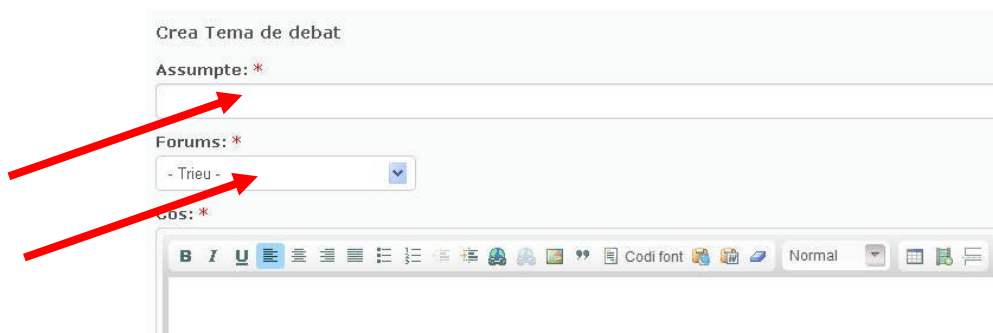 Crea Tema de debat
Assumpte: *
Forums: *
- Trieu -
Cos: *
B I U Codi font Normal